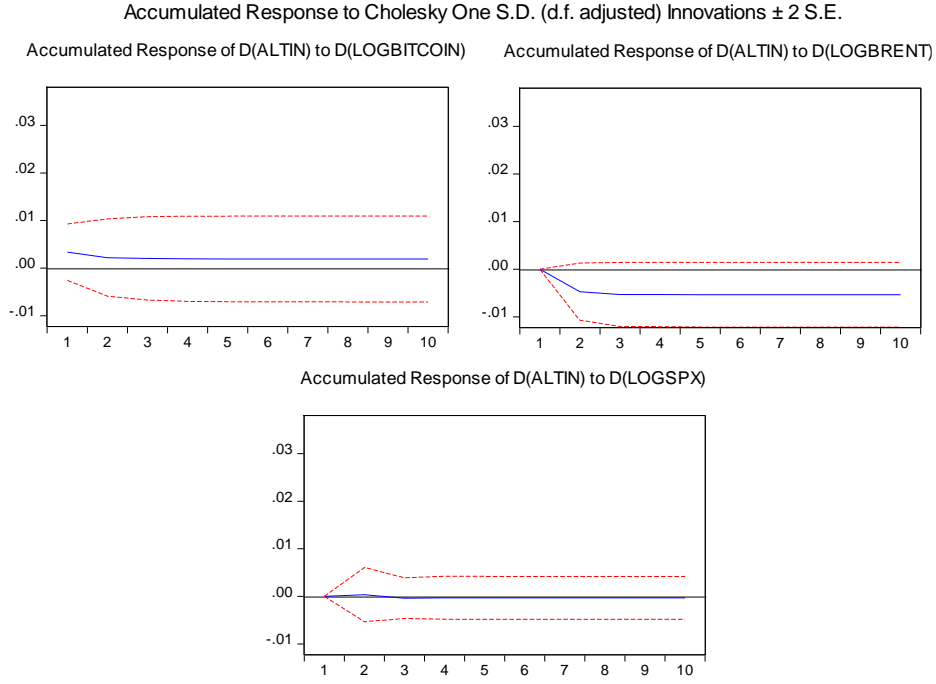 Accumulated Response to Cholesky One S.D. (d.f. adjusted) Innovations ± 2 S.E.
Accumulated Response of D(ALTIN) to D(LOGBITCOIN)
.03
.02
.01
.00
-.01
1 2 3 4 5 6 7 8 9 10
Accumulated Response of D(ALTIN) to D(LOGBRENT)
.03
.02
.01
.00
-.01
1 2 3 4 5 6 7 8 9 10
Accumulated Response of D(ALTIN) to D(LOGSPX)
.03
.02
.01
.00
-.01
1 2 3 4 5 6 7 8 9 10